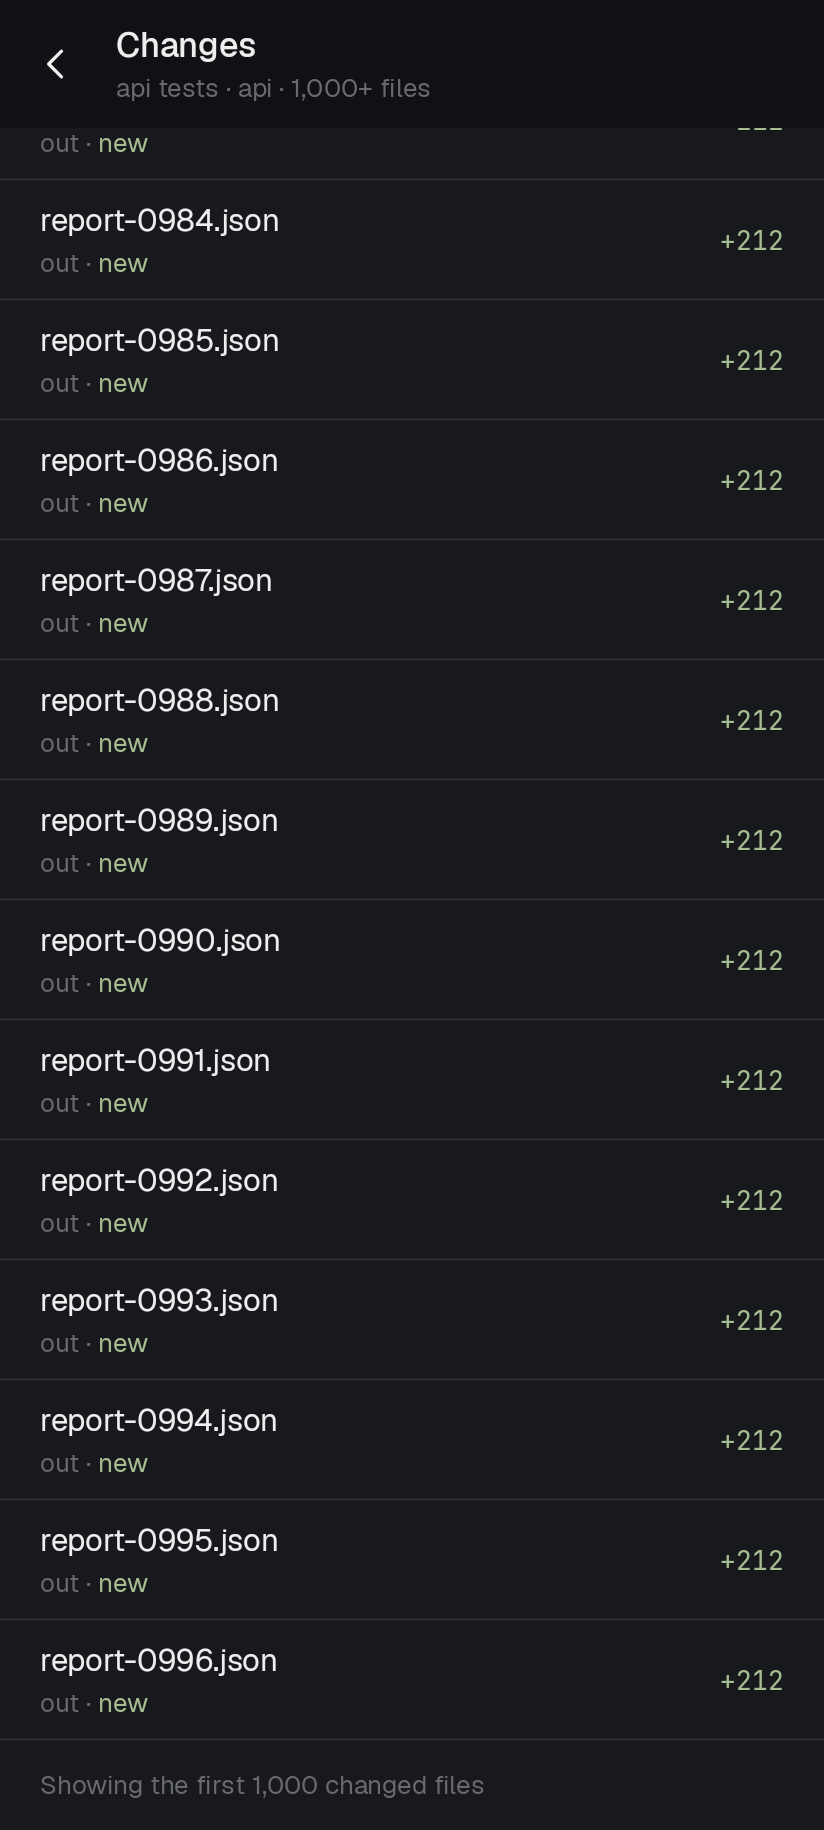 Changes
api tests · api · 1,000+ files
out · new
report-0984.json
+212
out · new
report-0985.json
+212
out · new
report-0986.json
+212
out · new
report-0987.json
+212
out · new
report-0988.json
+212
out · new
report-0989.json
+212
out · new
report-0990.json
+212
out · new
report-0991.json
+212
out · new
report-0992.json
+212
out · new
report-0993.json
+212
out · new
report-0994.json
+212
out · new
report-0995.json
+212
out · new
report-0996.json
+212
out · new
Showing the first 1,000 changed files